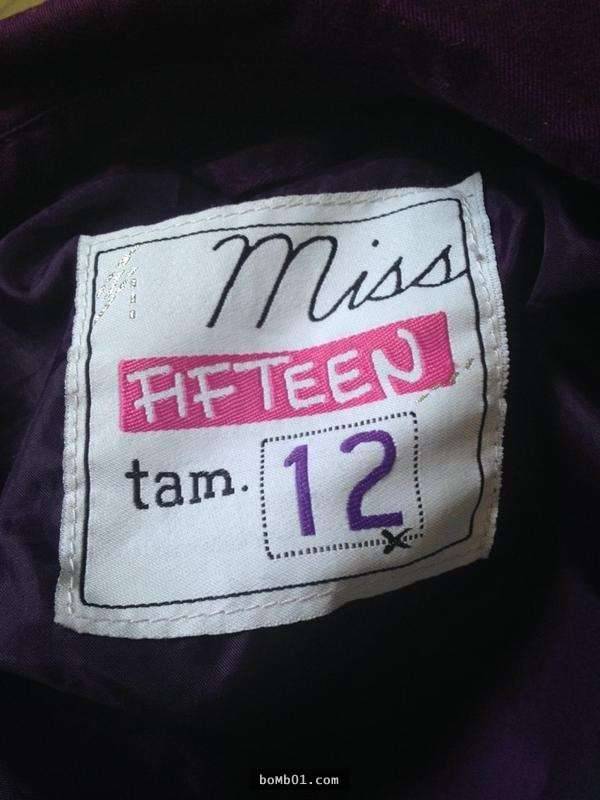 Miss
FIFTEEN
tam. 12
boMb01.com